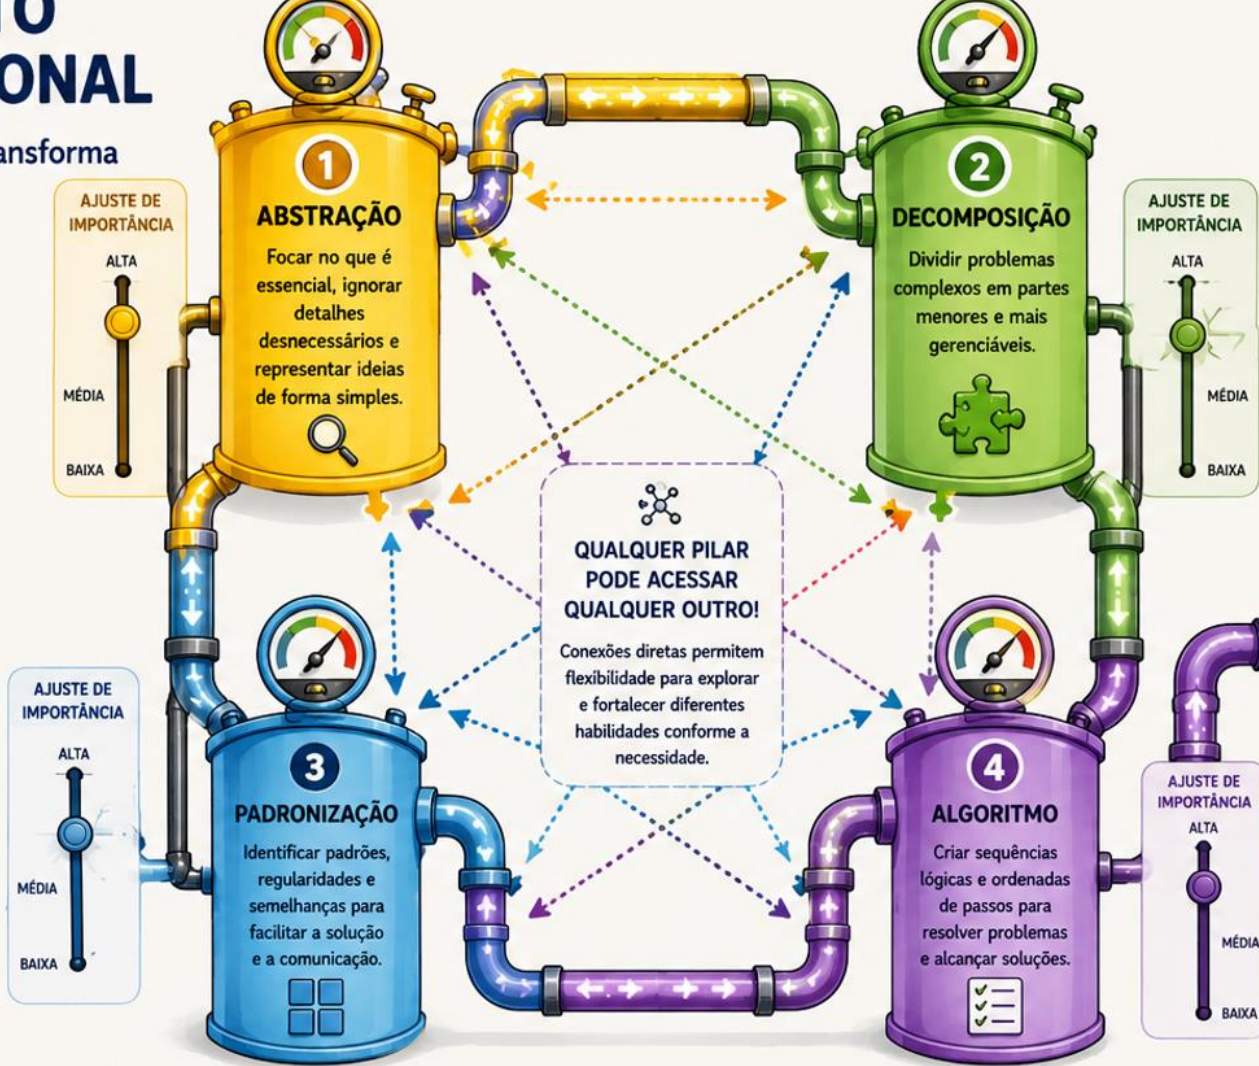 TO
ONAL
ansforma
1
ABSTRAÇÃO
Focar no que é
essencial, ignorar
detalhes
desnecessários e
representar ideias
de forma simples.
AJUSTE DE
IMPORTÂNCIA
ALTA
MÉDIA
BAIXA
2
DECOMPOSIÇÃO
Dividir problemas
complexos em partes
menores e mais
gerenciáveis.
AJUSTE DE
IMPORTÂNCIA
ALTA
MÉDIA
BAIXA
QUALQUER PILAR
PODE ACESSAR
QUALQUER OUTRO!
Conexões diretas permitem
flexibilidade para explorar
e fortalecer diferentes
habilidades conforme a
necessidade.
AJUSTE DE
IMPORTÂNCIA
ALTA
MÉDIA
BAIXA
3
PADRONIZAÇÃO
Identificar padrões,
regularidades e
semelhanças para
facilitar a solução
e a comunicação.
4
ALGORITMO
Criar sequências
lógicas e ordenadas
de passos para
resolver problemas
e alcançar soluções.
AJUSTE DE
IMPORTÂNCIA
ALTA
MÉDIA
BAIXA